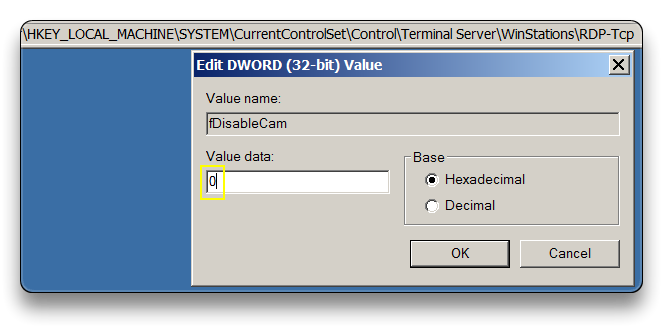 \HKEY_LOCAL_MACHINE\SYSTEM\CurrentControlSet\Control\Terminal Server\WinStations\RDP-Tcp
Edit DWORD (32-bit) Value
Value name:
fDisableCam
Value data:
0
Base
Hexadecimal
Decimal
OK
Cancel